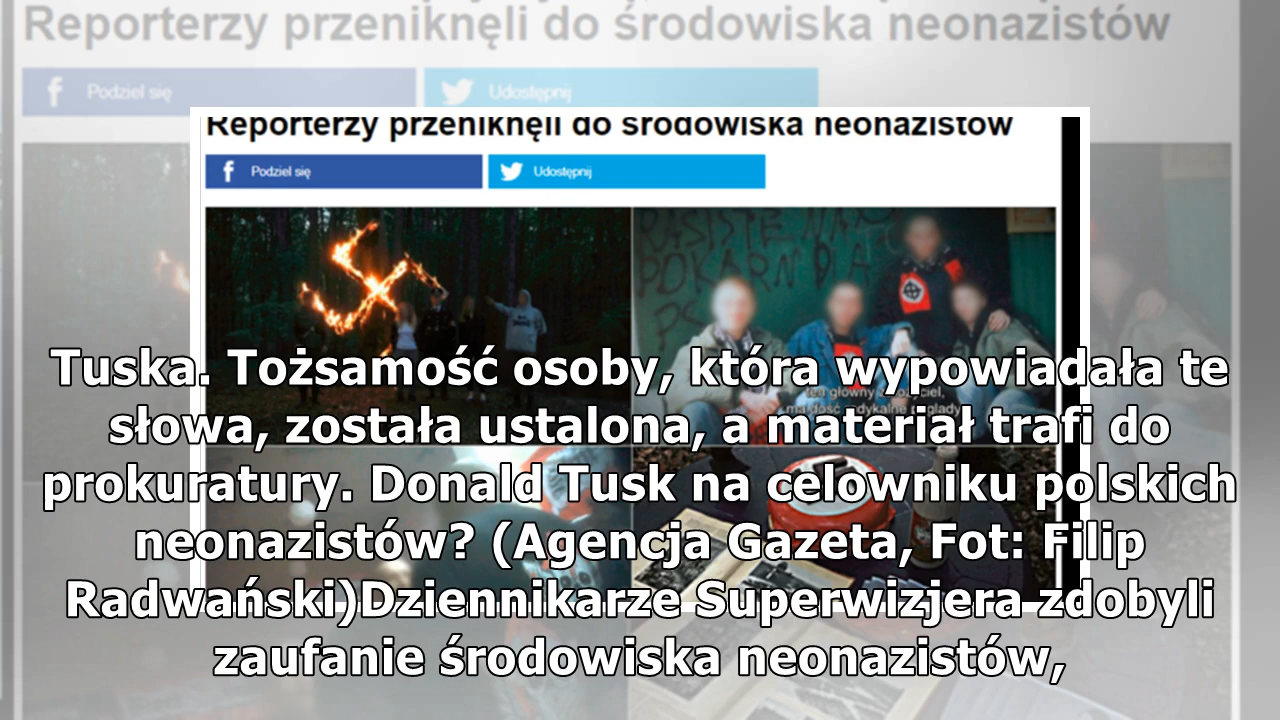 Reporterzy przeniknęli do środowiska neonazistów
Podziel się
Udostępnij
Reporterzy przeniknęli do środowiska neonazistów
Podziel się
Udostępnij
Tuska. Tożsamość osoby, która wypowiadała te
słowa, została ustalona, a materiał trafi do
prokuratury. Donald Tusk na celowniku polskich
neonazistów? (Agencja Gazeta, Fot: Filip
Radwański)Dziennikarze Superwizjera zdobyli
zaufanie środowiska neonazistów,